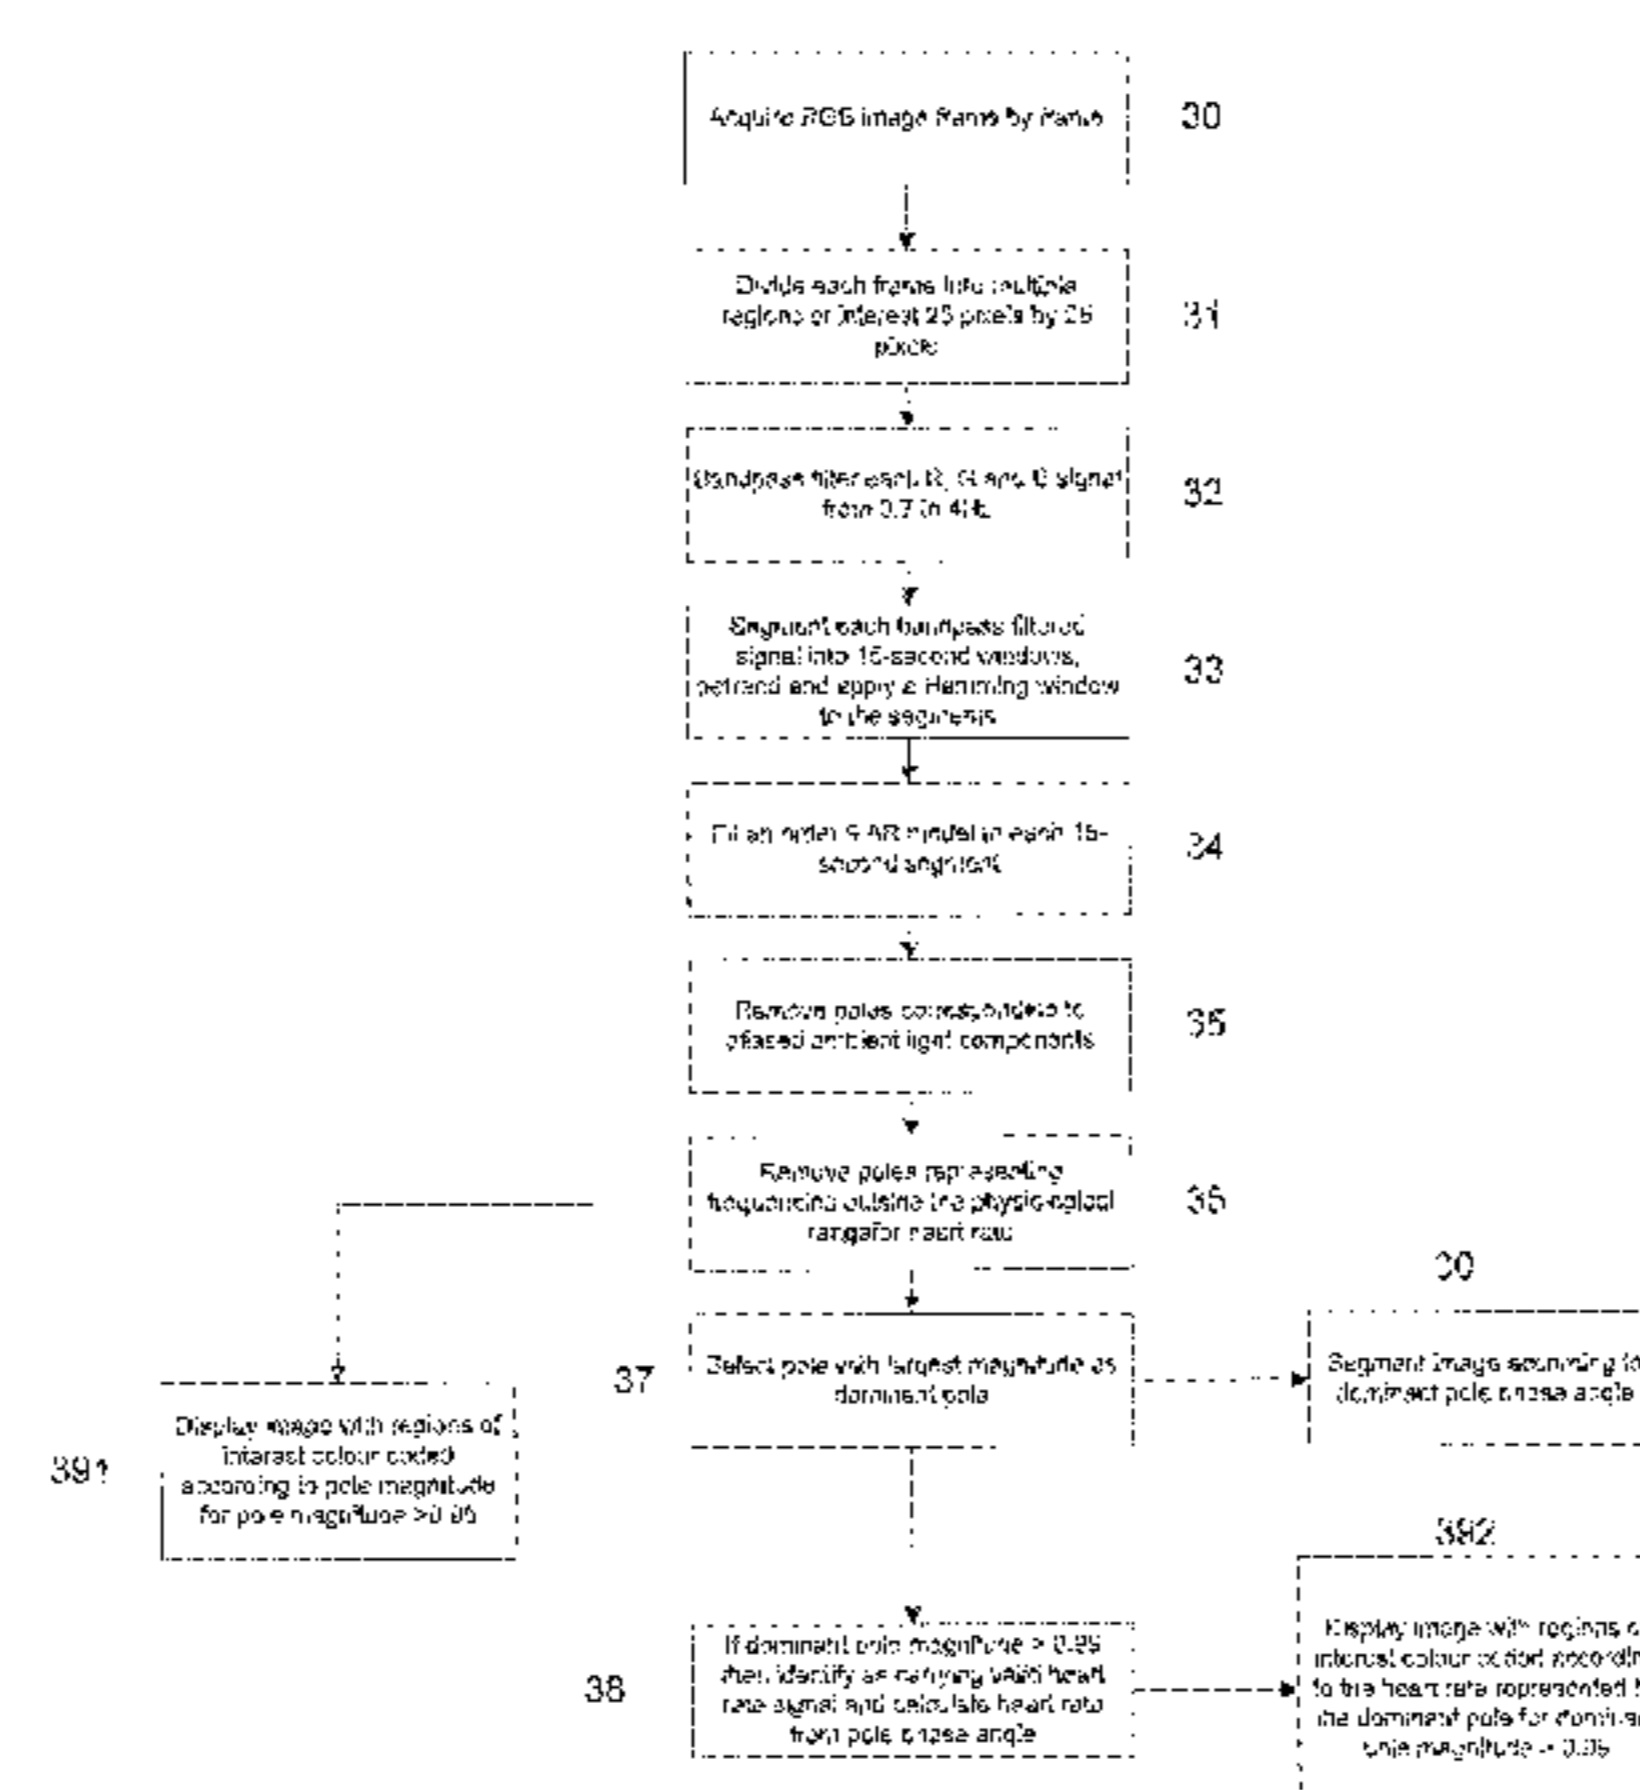 Acquire RGB image frame by frame
30
Divide each frame into multiple
regions of interest 25 pixels by 25
pixels
31
Bandpass filter each R, G and B signal
from 0.7 to 4Hz
32
Segment each bandpass filtered
signal into 15-second windows,
detrend and apply a Hamming window
to the segments
33
Fit an order 9 AR model to each 15-
second segment
34
Remove poles corresponding to
aliased ambient light components
35
Remove poles representing
frequencies outside the physiological
rangefor heart rate
36
Select pole with largest magnitude as
dominant pole
37
Segment image according to
dominant pole phase angle
Display image with regions of
interest colour coded
according to pole magnitude
for pole magnitude >0.95
391
If dominant pole magnitude > 0.95
then identify as carrying valid heart
rate signal and calculate heart rate
from pole phase angle
38
392
Display image with regions
interest colour coded
to the heart rate represented
the dominant pole for
pole magnitude > 0.95